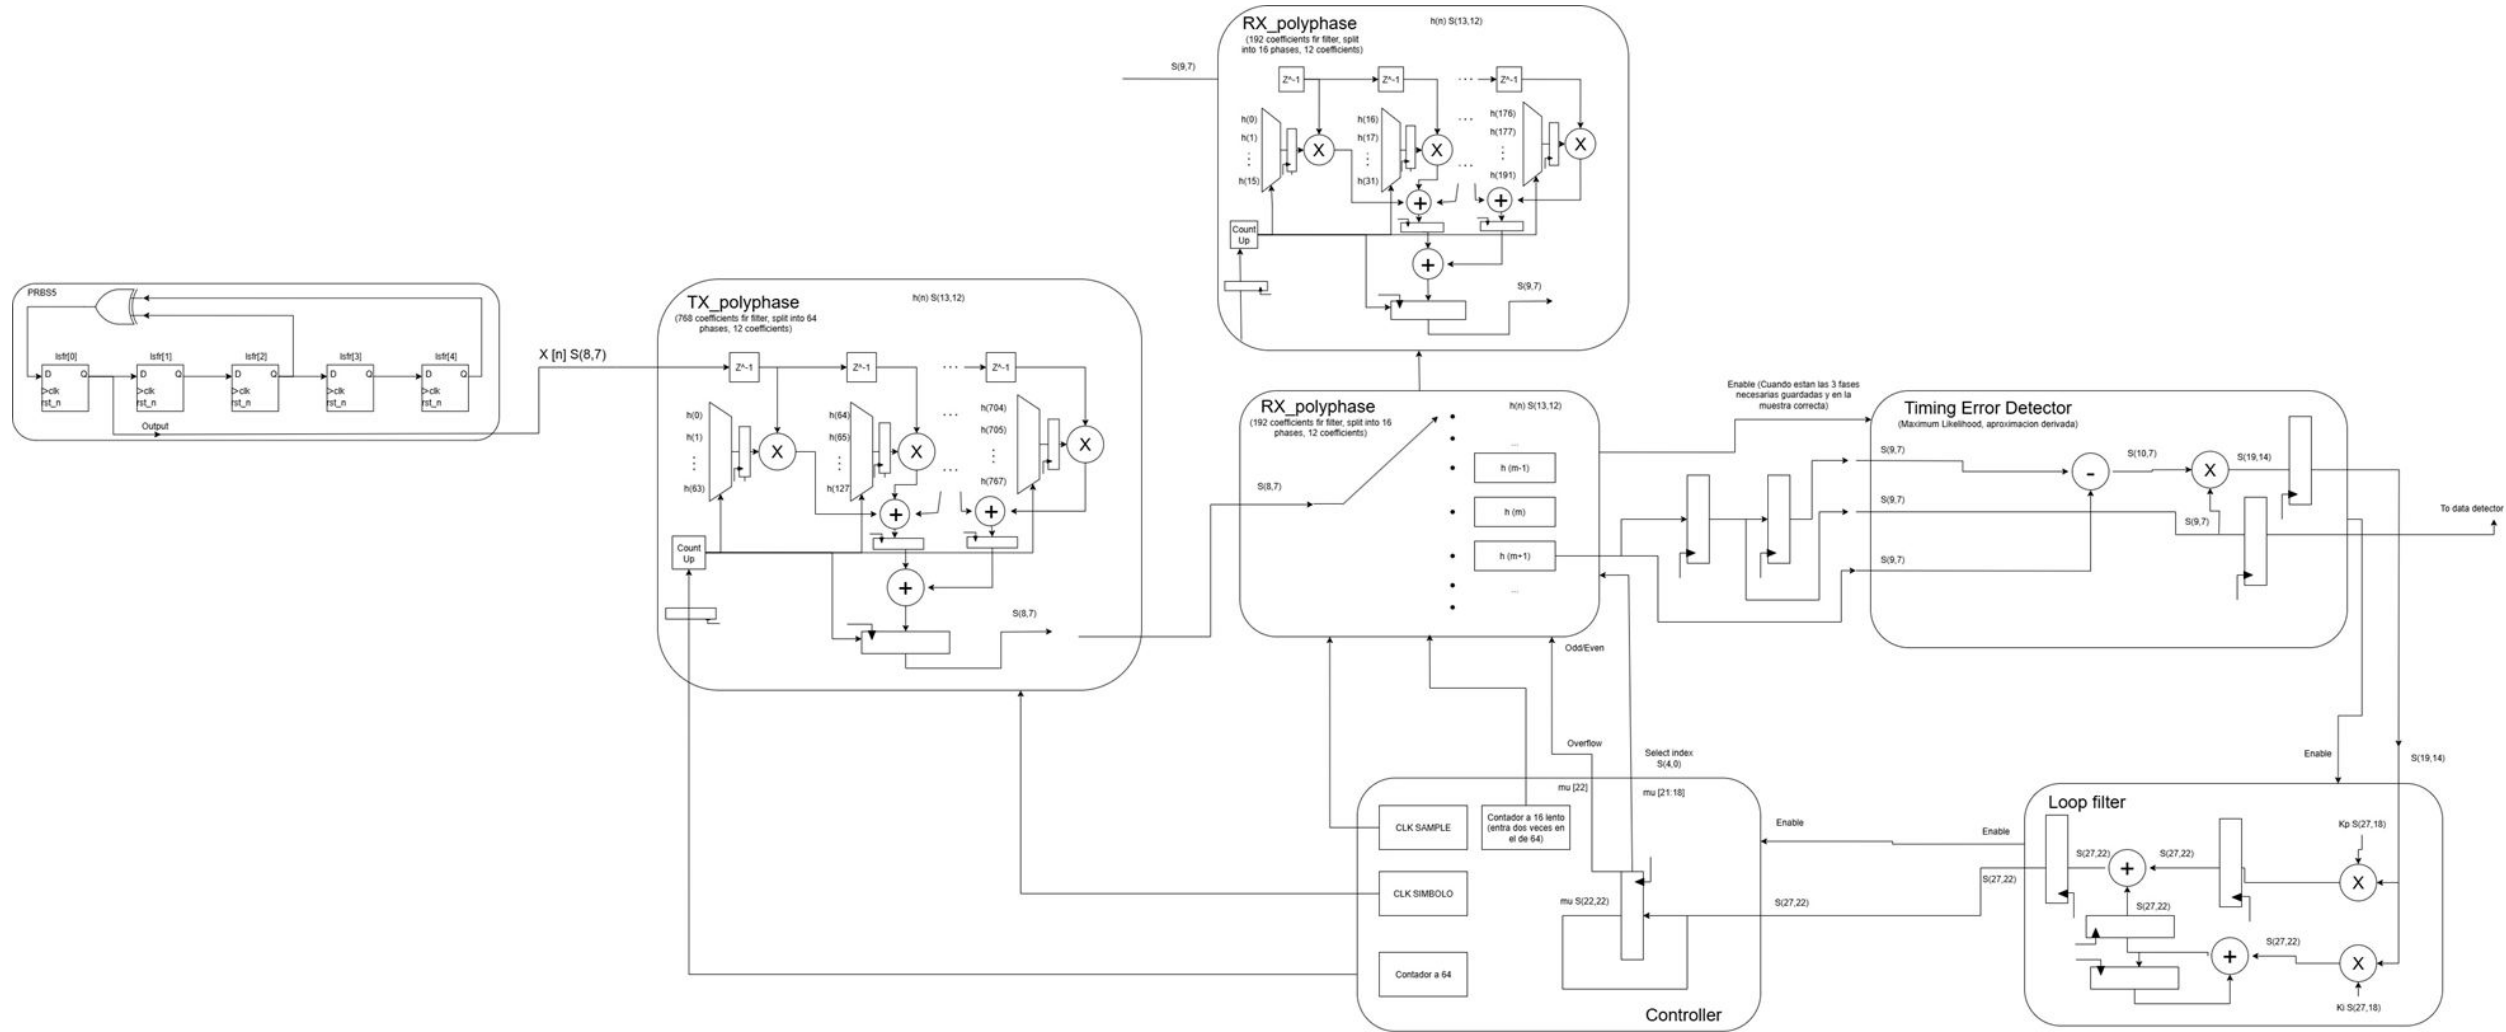 RX_polyphase
h(n) S(13,12)
(192 coefficients fir filter, split
into 16 phases, 12 coefficients)
S(9,7)
Z^-1
Z^-1
...
Z^-1
h(0)
h(1)
⋮
h(15)
X
h(16)
h(17)
⋮
h(31)
X
...
...
h(176)
h(177)
⋮
h(191)
X
+
+
Count
Up
+
S(9,7)
PRBS5
lsfr[0]
lsfr[1]
lsfr[2]
lsfr[3]
lsfr[4]
D Q
>clk
rst_n
D Q
>clk
rst_n
D Q
>clk
rst_n
D Q
>clk
rst_n
D Q
>clk
rst_n
Output
X [n] S(8,7)
TX_polyphase
h(n) S(13,12)
(768 coefficients fir filter, split into 64
phases, 12 coefficients)
Z^-1
Z^-1
...
Z^-1
h(0)
h(1)
⋮
h(63)
X
h(64)
h(65)
⋮
h(127
X
...
...
h(704)
h(705)
⋮
h(767)
X
+
+
Count
Up
+
S(8,7)
RX_polyphase
h(n) S(13,12)
(192 coefficients fir filter, split into 16
phases, 12 coefficients)
S(8,7)
...
h (m-1)
h (m)
h (m+1)
...
Enable (Cuando estan las 3 fases
necesarias guardadas y en la
muestra correcta)
Timing Error Detector
(Maximum Likelihood, aproximacion derivada)
S(9,7)
S(9,7)
S(9,7)
-
S(10,7)
X
S(19,14)
S(9,7)
To data detector
Odd/Even
Overflow
Select index
S(4,0)
mu [22]
mu [21:18]
CLK SAMPLE
Contador a 16 lento
(entra dos veces en
el de 64)
CLK SIMBOLO
mu S(22,22)
Contador a 64
Controller
Enable
S(27,22)
Enable
S(19,14)
Loop filter
Enable
Kp S(27,18)
S(27,22)
+
S(27,22)
X
S(27,22)
S(27,22)
+
S(27,22)
X
Ki S(27,18)